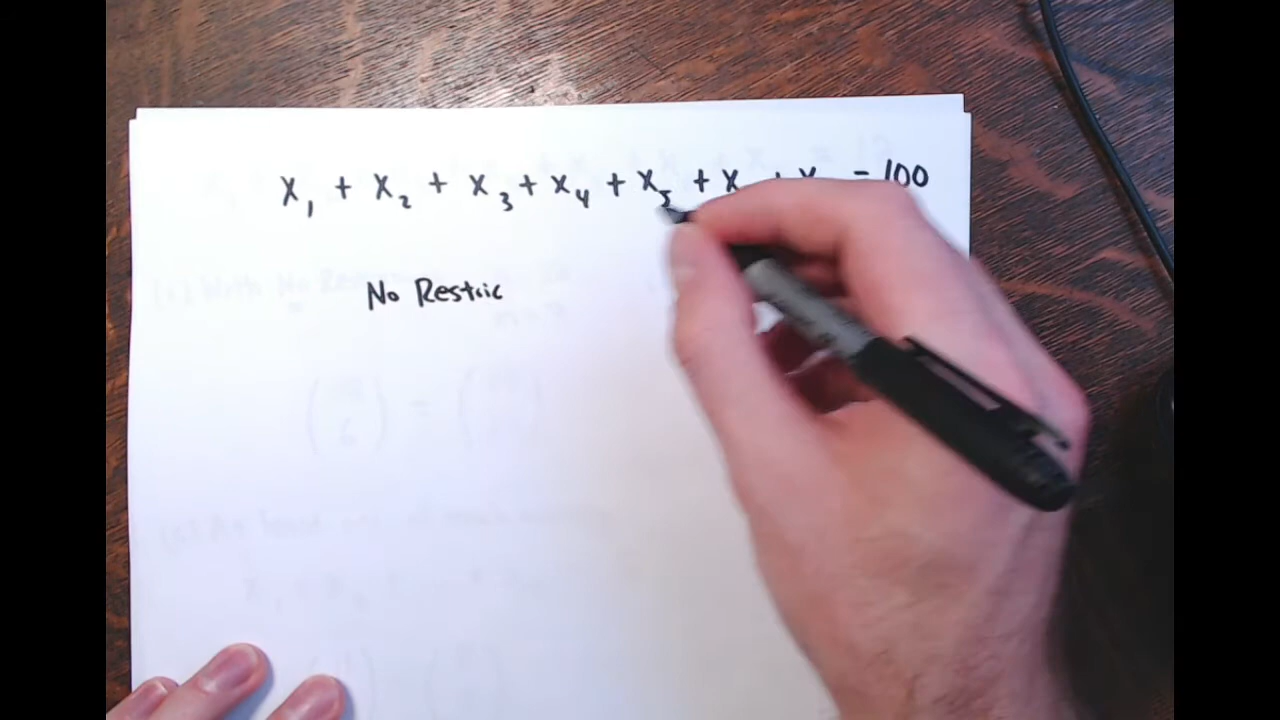 x₁ + x₂ + x₃ + x₄ + x₅ + x + x = 100
No Restric